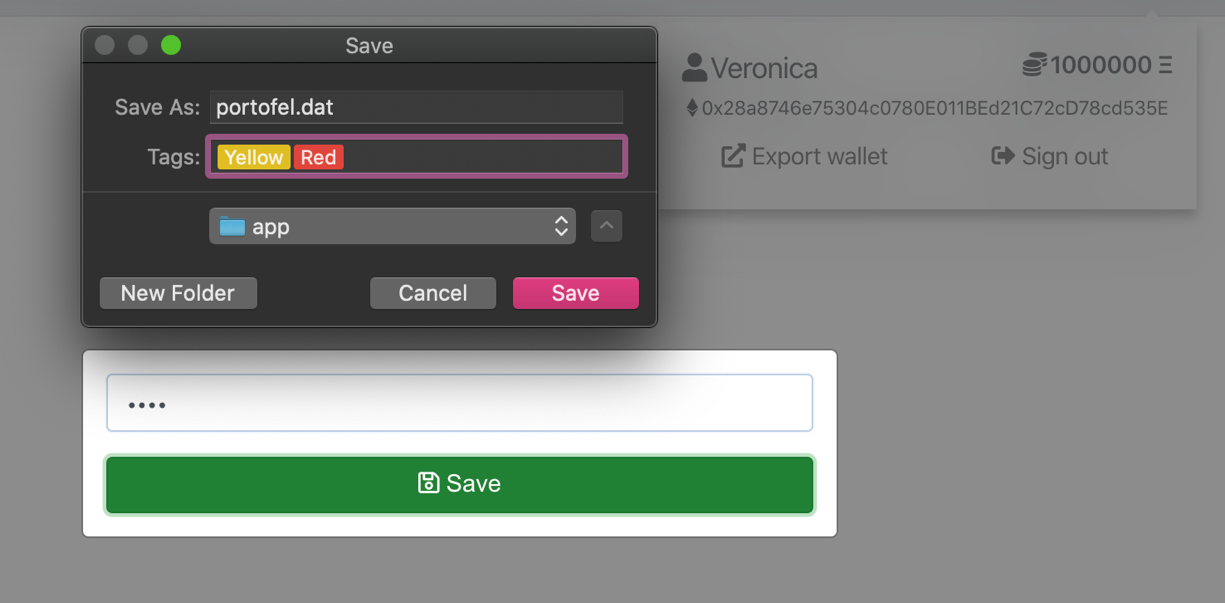 Save
Save As: portofel.dat
Tags: Yellow Red
app
New Folder Cancel Save
Veronica 1000000 Ξ
0x28a8746e75304c0780E011BEd21C72cD78cd535E
Export wallet Sign out
••••
Save